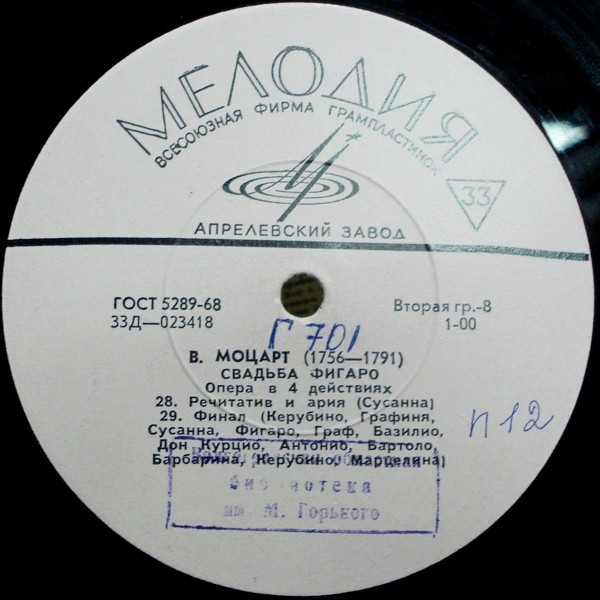 МЕЛОДИЯ
ВСЕСОЮЗНАЯ ФИРМА ГРАМПЛАСТИНОК
33
АПРЕЛЕВСКИЙ ЗАВОД
ГОСТ 5289-68
33Д—023418
Вторая гр.-8
1-00
Г 701
В. МОЦАРТ (1756—1791)
СВАДЬБА ФИГАРО
Опера в 4 действиях
28. Речитатив и ария (Сусанна)
29. Финал (Керубино, Графиня,
Сусанна, Фигаро, Граф, Базилио,
Дон Курцио, Антонио, Бартоло,
Барбарина, Керубино, Марцелина)
п 12
библиотека
им. М. Горького